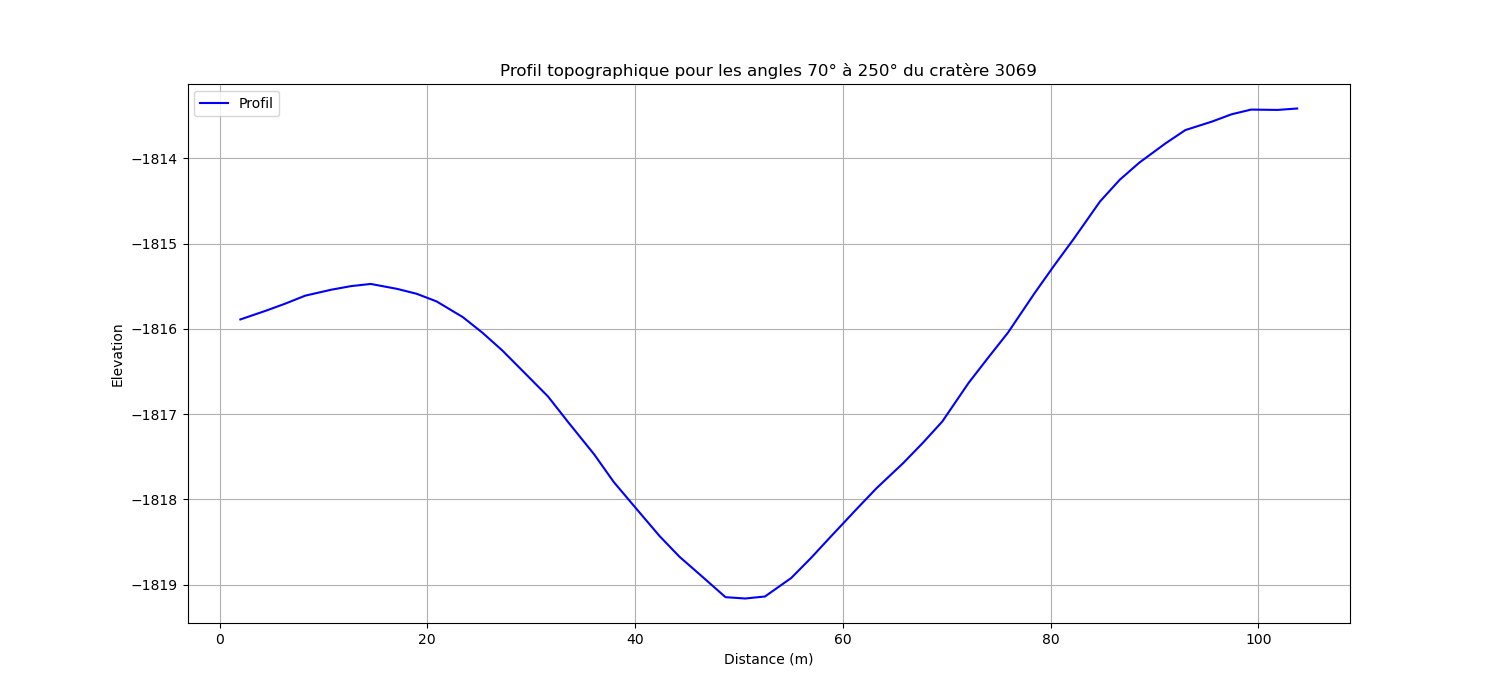 Profil topographique pour les angles 70° à 250° du cratère 3069
Profil
−1814
−1815
−1816
−1817
−1818
−1819
Elevation
0 20 40 60 80 100
Distance (m)